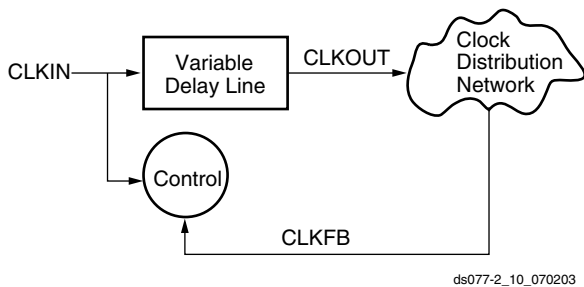 CLKIN
Variable
Delay Line
CLKOUT
Clock
Distribution
Network
Control
CLKFB
ds077-2_10_070203